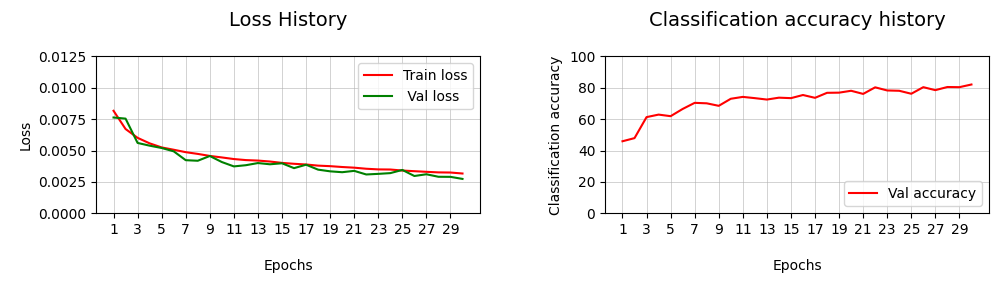 Loss History
0.0125
0.0100
0.0075
0.0050
0.0025
0.0000
Loss
Train loss
Val loss
1 3 5 7 9 11 13 15 17 19 21 23 25 27 29
Epochs
Classification accuracy history
100
80
60
40
20
0
Classification accuracy
Val accuracy
1 3 5 7 9 11 13 15 17 19 21 23 25 27 29
Epochs